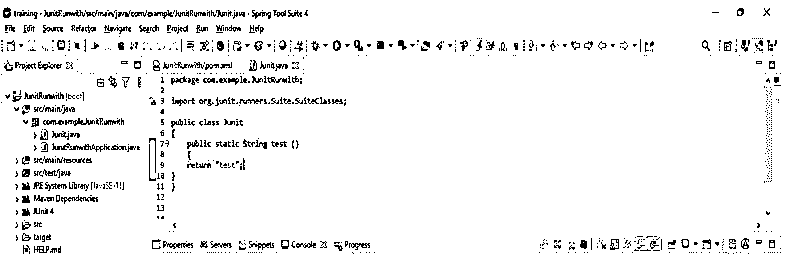 training - JunitRunwith/src/main/java/com/example/JunitRunwith/Junit.java - Spring Tool Suite 4
File Edit Source Refactor Navigate Search Project Run Window Help
Project Explorer
JunitRunwith/pom.xml
Junit.java
JunitRunwith [boot]
src/main/java
com.example.JunitRunwith
Junit.java
JunitRunwithApplication.java
src/main/resources
src/test/java
JRE System Library [JavaSE-11]
Maven Dependencies
JUnit 4
src
target
HELP.md
1 package com.example.JunitRunwith;
2
3 import org.junit.runners.Suite.SuiteClasses;
4
5 public class Junit
6 {
7 public static String test ()
8 {
9 return "test";
10 }
11 }
12
13
14
Properties Servers Snippets Console Progress